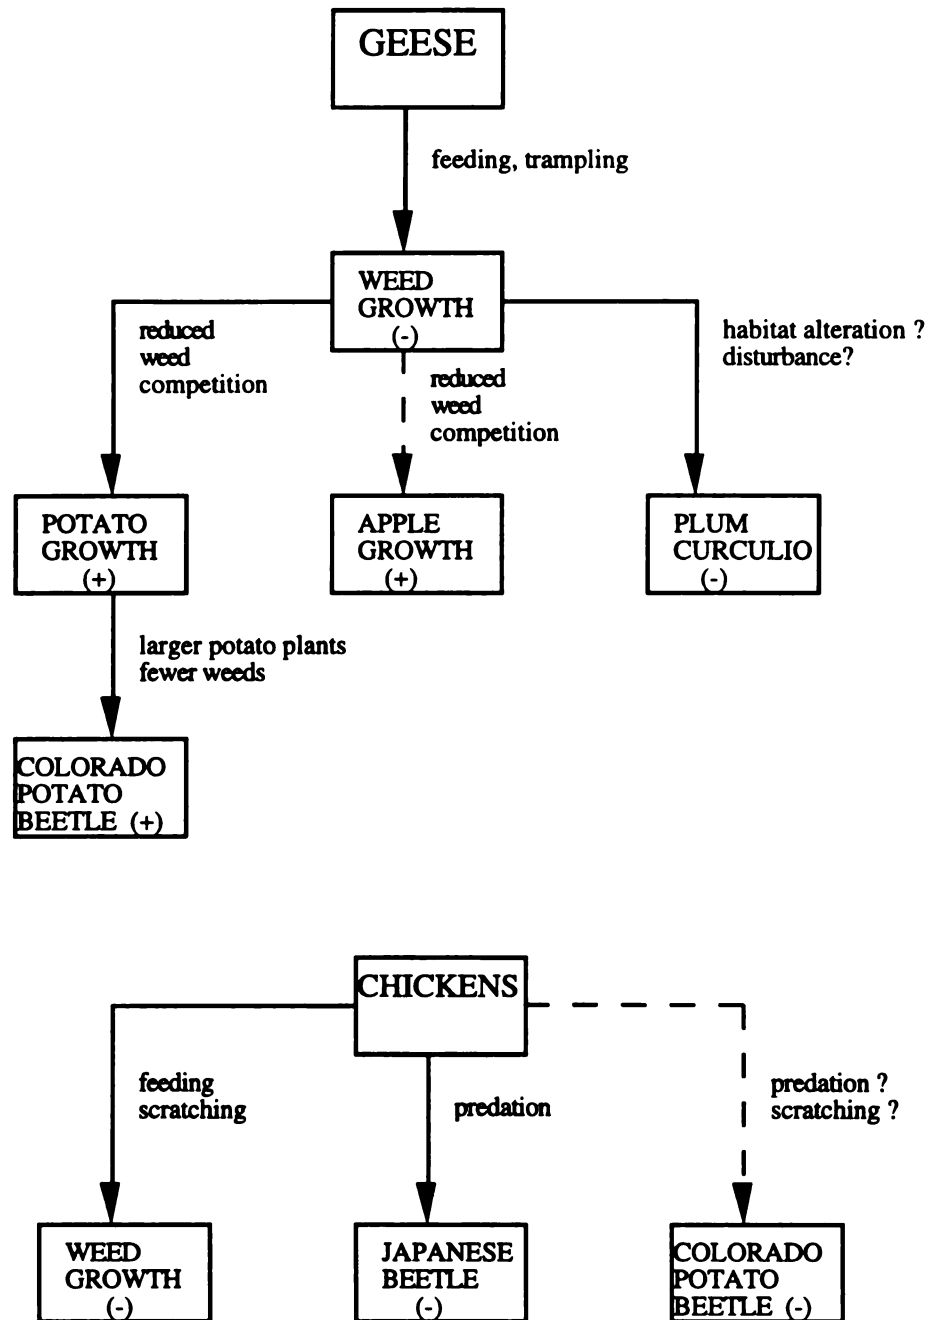 GEESE
feeding, trampling
WEED
GROWTH
(-)
reduced
weed
competition
reduced
weed
competition
habitat alteration ?
disturbance?
POTATO
GROWTH
(+)
APPLE
GROWTH
(+)
PLUM
CURCULIO
(-)
larger potato plants
fewer weeds
COLORADO
POTATO
BEETLE (+)
CHICKENS
feeding
scratching
predation
predation ?
scratching ?
WEED
GROWTH
(-)
JAPANESE
BEETLE
(-)
COLORADO
POTATO
BEETLE (-)